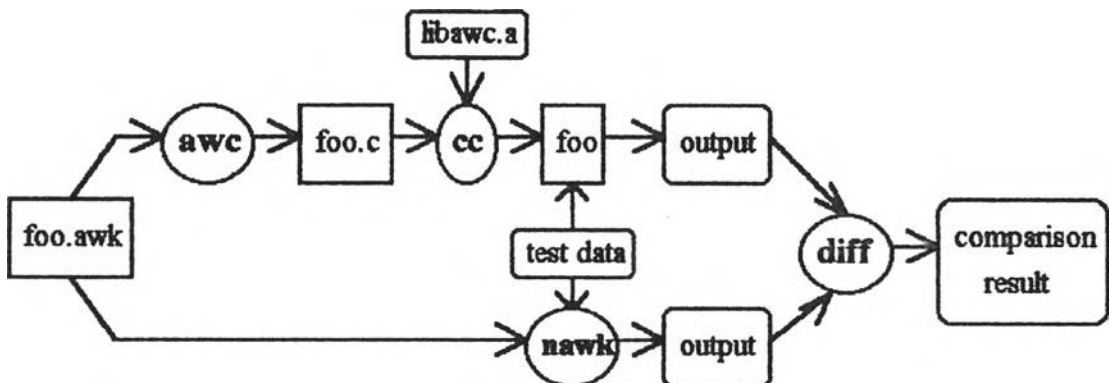 libawc.a
awc
foo.c
cc
foo
output
foo.awk
test data
diff
comparison
result
nawk
output